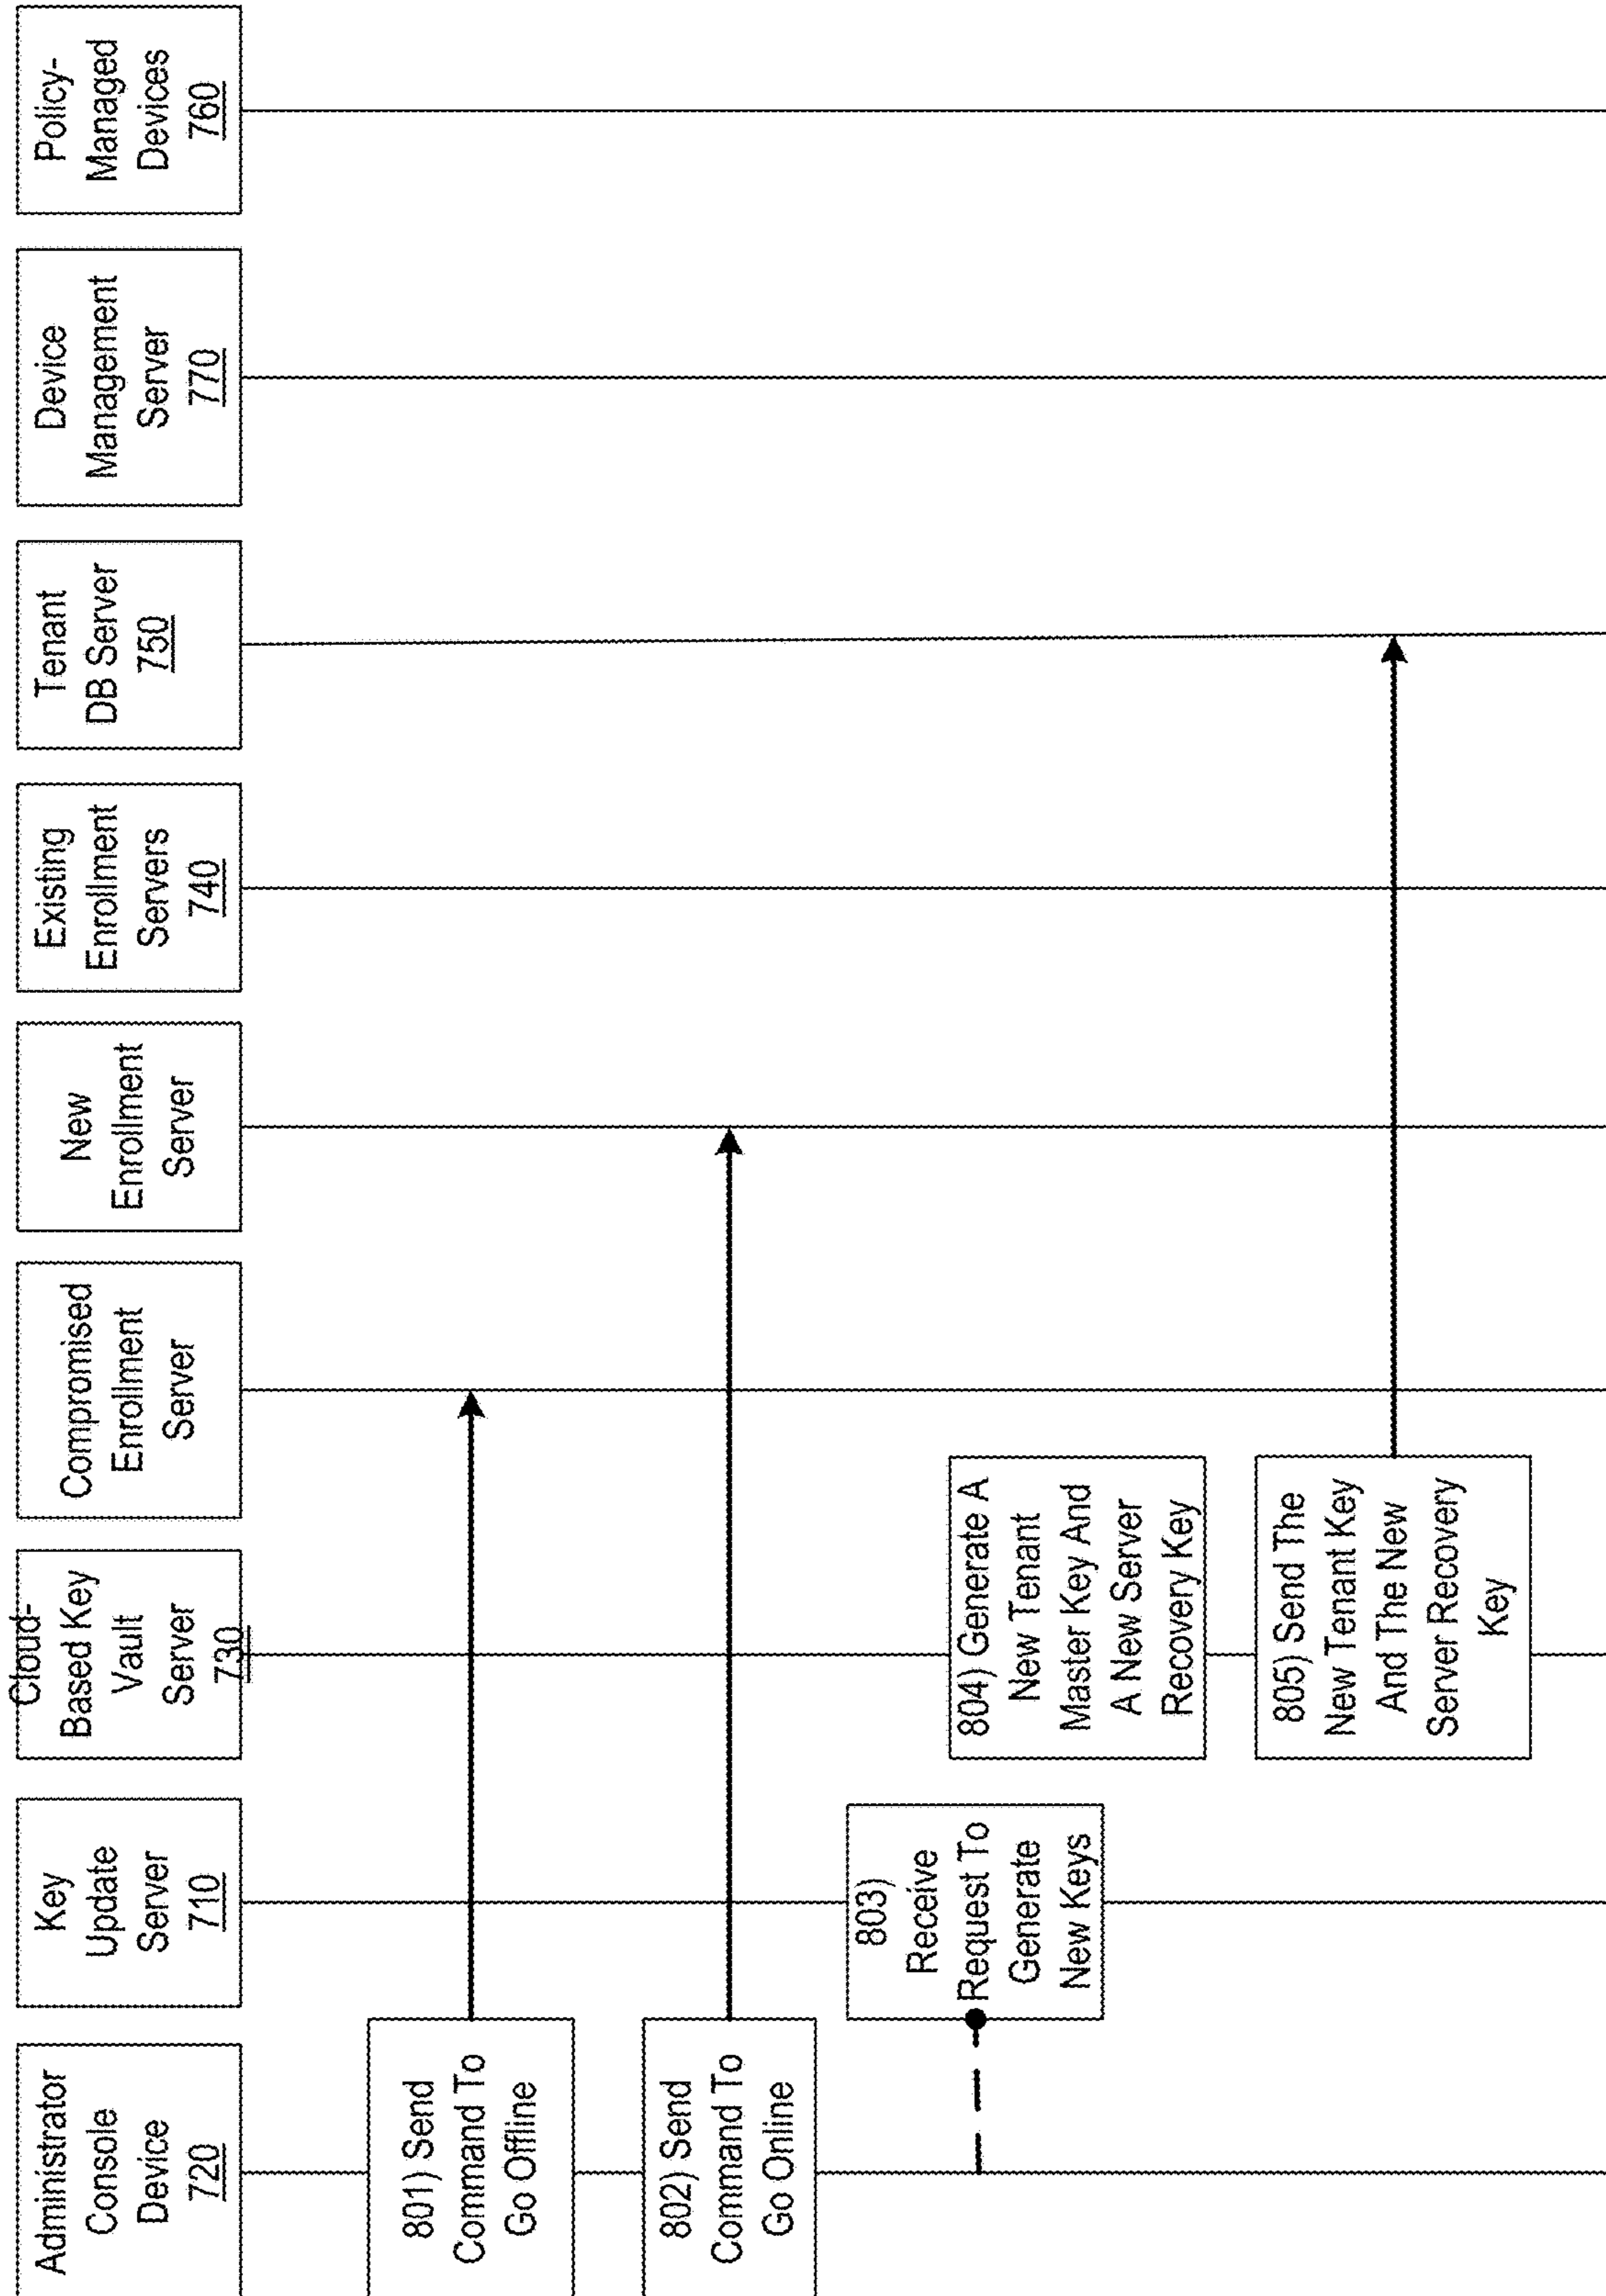 Administrator
Console
Device
720
Key
Update
Server
710
Cloud-
Based Key
Vault
Server
730
Compromised
Enrollment
Server
New
Enrollment
Server
Existing
Enrollment
Servers
740
Tenant
DB Server
750
Device
Management
Server
770
Policy-
Managed
Devices
760
801) Send
Command To
Go Offline
802) Send
Command To
Go Online
803)
Receive
Request To
Generate
New Keys
804) Generate A
New Tenant
Master Key And
A New Server
Recovery Key
805) Send The
New Tenant Key
And The New
Server Recovery
Key